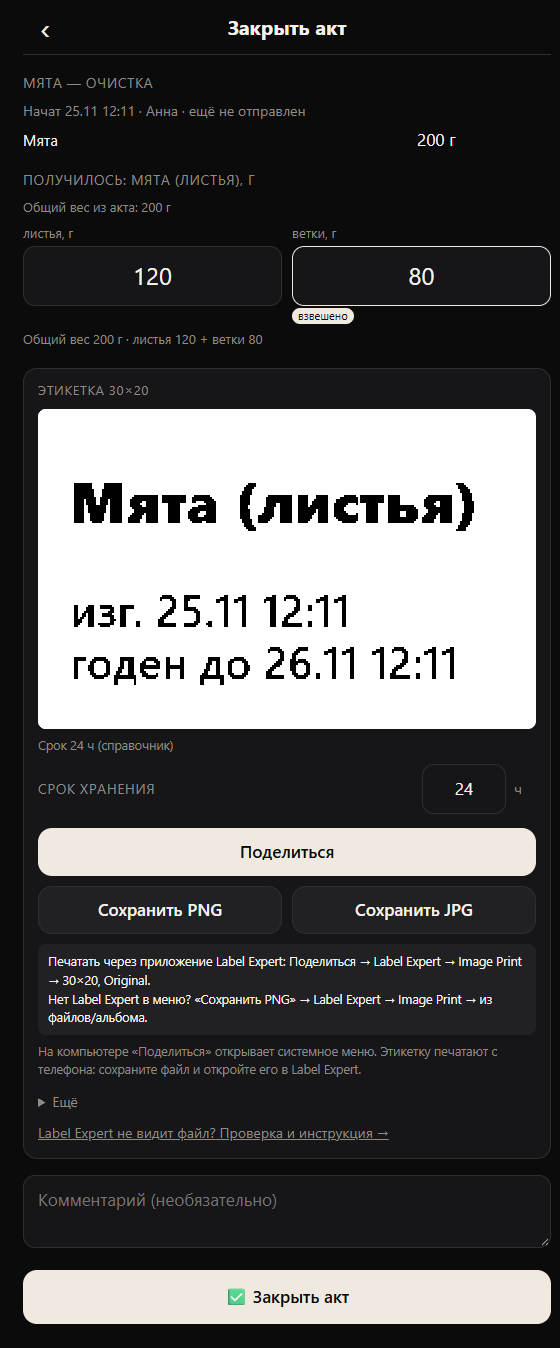 ‹ Закрыть акт
МЯТА — ОЧИСТКА
Начат 25.11 12:11 · Анна · ещё не отправлен
Мята 200 г
ПОЛУЧИЛОСЬ: МЯТА (ЛИСТЬЯ), Г
Общий вес из акта: 200 г
листья, г ветки, г
120 80
взвешено
Общий вес 200 г · листья 120 + ветки 80
ЭТИКЕТКА 30×20
Мята (листья)
изг. 25.11 12:11
годен до 26.11 12:11
Срок 24 ч (справочник)
СРОК ХРАНЕНИЯ 24 ч
Поделиться
Сохранить PNG Сохранить JPG
Печатать через приложение Label Expert: Поделиться → Label Expert → Image Print
→ 30×20, Original.
Нет Label Expert в меню? «Сохранить PNG» → Label Expert → Image Print → из
файлов/альбома.
На компьютере «Поделиться» открывает системное меню. Этикетку печатают с
телефона: сохраните файл и откройте его в Label Expert.
▶ Ещё
Label Expert не видит файл? Проверка и инструкция →
Комментарий (необязательно)
✅ Закрыть акт